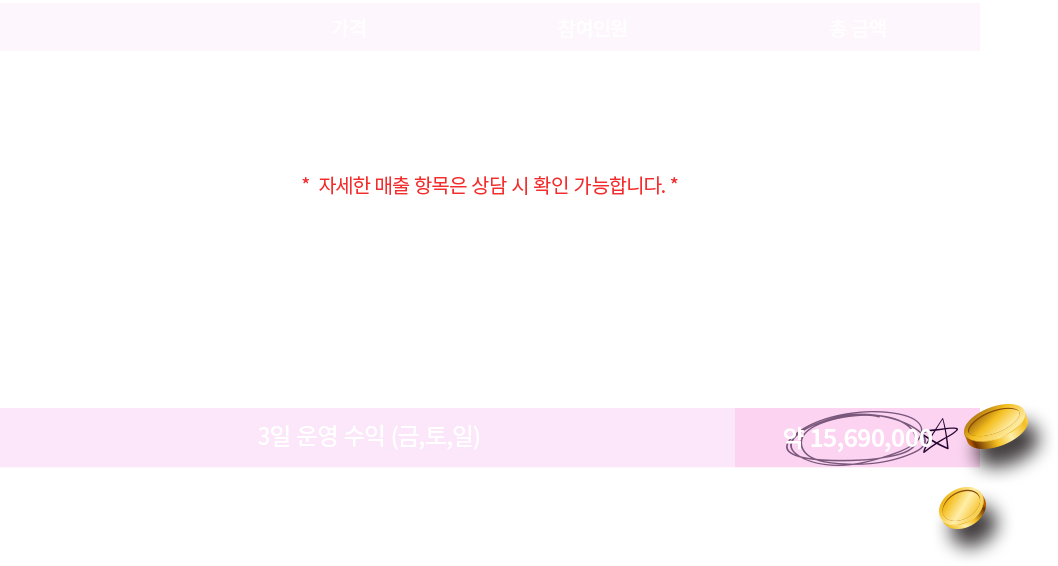 가격 참여인원 총 금액
* 자세한 매출 항목은 상담 시 확인 가능합니다. *
3일 운영 수익 (금,토,일) 약 15,690,000